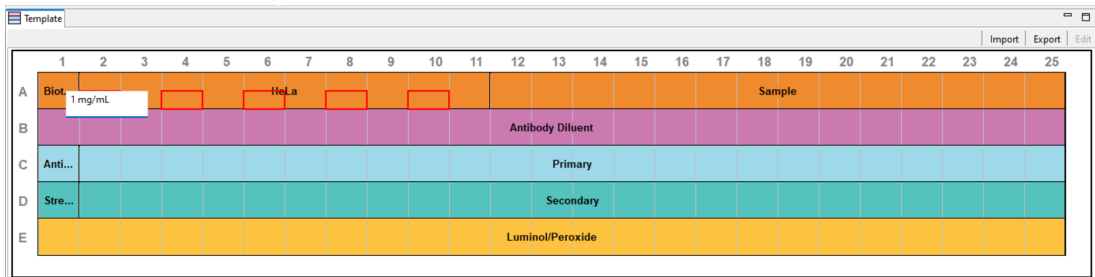 Template
Import Export Edit
1 2 3 4 5 6 7 8 9 10 11 12 13 14 15 16 17 18 19 20 21 22 23 24 25
A Biot... HeLa Sample
1 mg/mL
B Antibody Diluent
C Anti... Primary
D Stre... Secondary
E Luminol/Peroxide